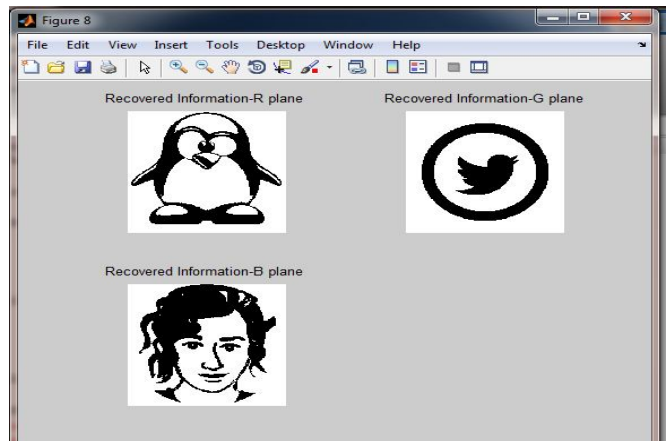 Figure 8
File Edit View Insert Tools Desktop Window Help
Recovered Information-R plane Recovered Information-G plane
Recovered Information-B plane